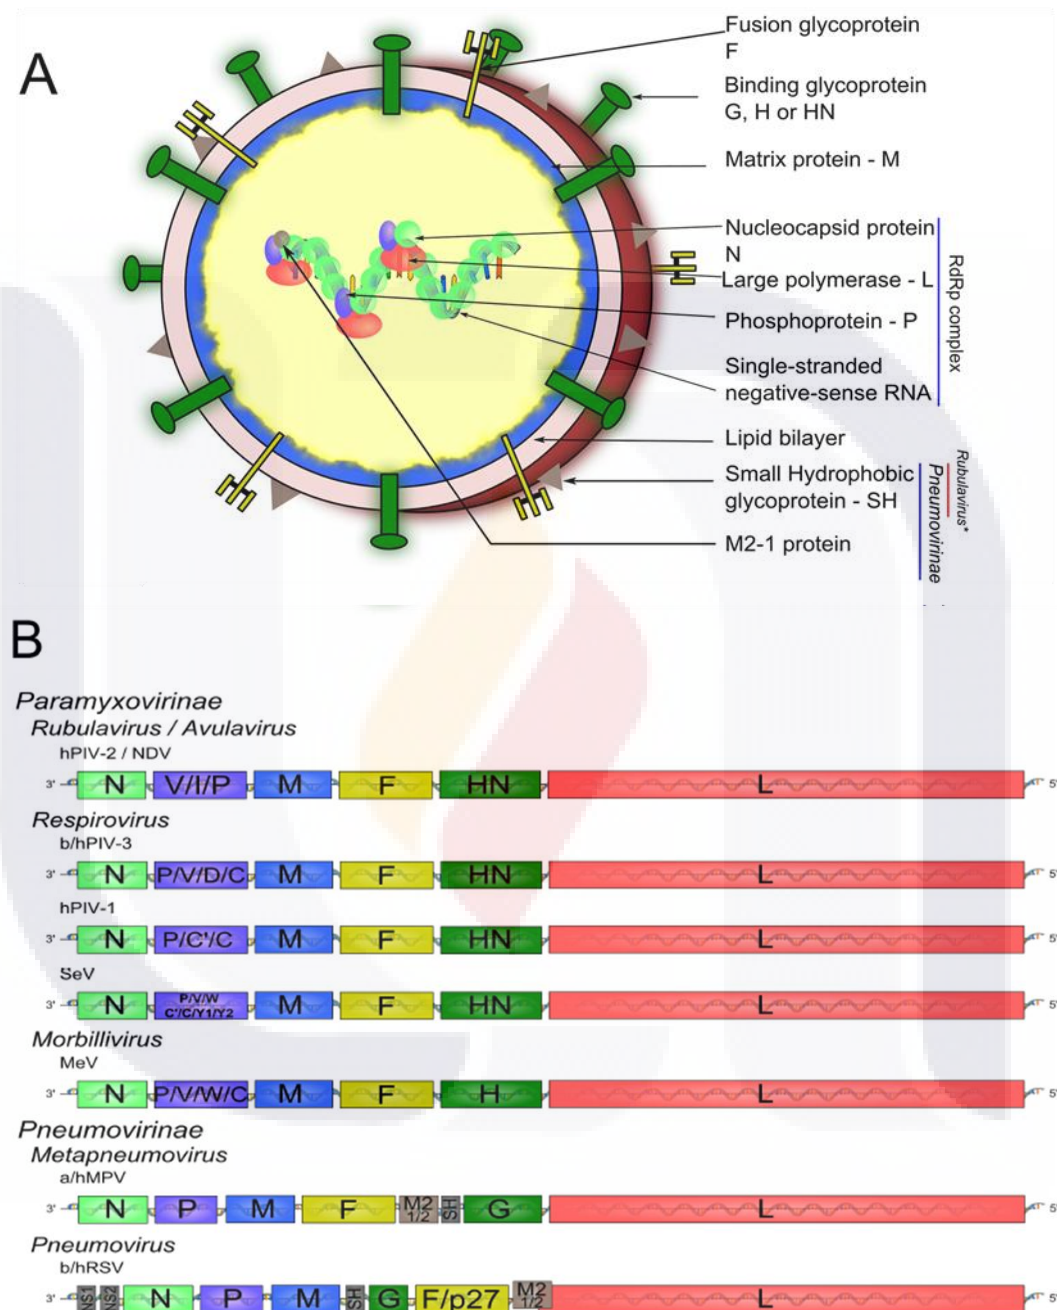 A
Fusion glycoprotein
F
Binding glycoprotein
G, H or HN
Matrix protein - M
Nucleocapsid protein
N
Large polymerase - L
Phosphoprotein - P
Single-stranded
negative-sense RNA
RdRp complex
Lipid bilayer
Small Hydrophobic
glycoprotein - SH
M2-1 protein
Rubulavirus*
Pneumovirinae
B
Paramyxovirinae
Rubulavirus / Avulavirus
hPIV-2 / NDV
3' N V/I/P M F HN L 5'
Respirovirus
b/hPIV-3
3' N P/V/D/C M F HN L 5'
hPIV-1
3' N P/C'/C M F HN L 5'
SeV
3' N P/V/W C'/C/Y1/Y2 M F HN L 5'
Morbillivirus
MeV
3' N P/V/W/C M F H L 5'
Pneumovirinae
Metapneumovirus
a/hMPV
3' N P M F M2 1/2 SH G L 5'
Pneumovirus
b/hRSV
3' NS1 NS2 N P M SH G F/p27 M2 1/2 L 5'